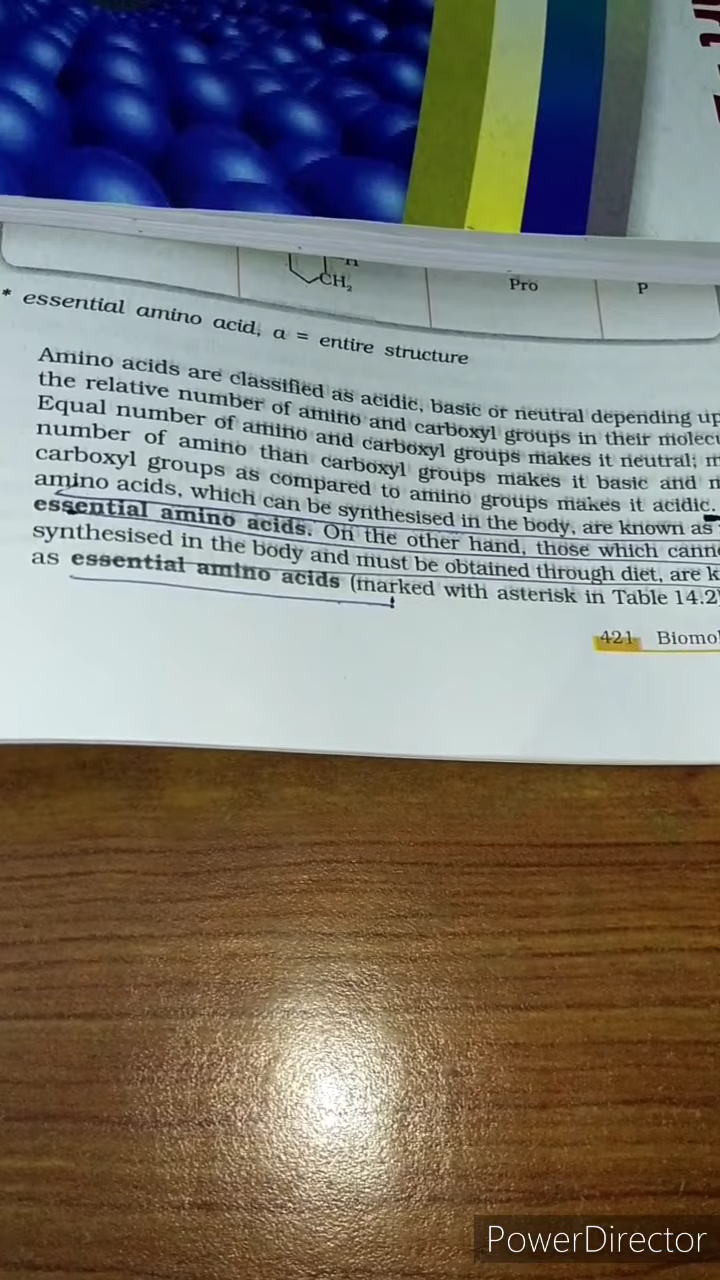 CH₂
Pro
P
* essential amino acid, a = entire structure
Amino acids are classified as acidic, basic or neutral depending up
the relative number of amino and carboxyl groups in their molecu
Equal number of amino and carboxyl groups makes it neutral; m
number of amino than carboxyl groups makes it basic and m
carboxyl groups as compared to amino groups makes it acidic.
amino acids, which can be synthesised in the body, are known as
essential amino acids. On the other hand, those which canno
synthesised in the body and must be obtained through diet, are k
as essential amino acids (marked with asterisk in Table 14.2)
421 Biomol
PowerDirector